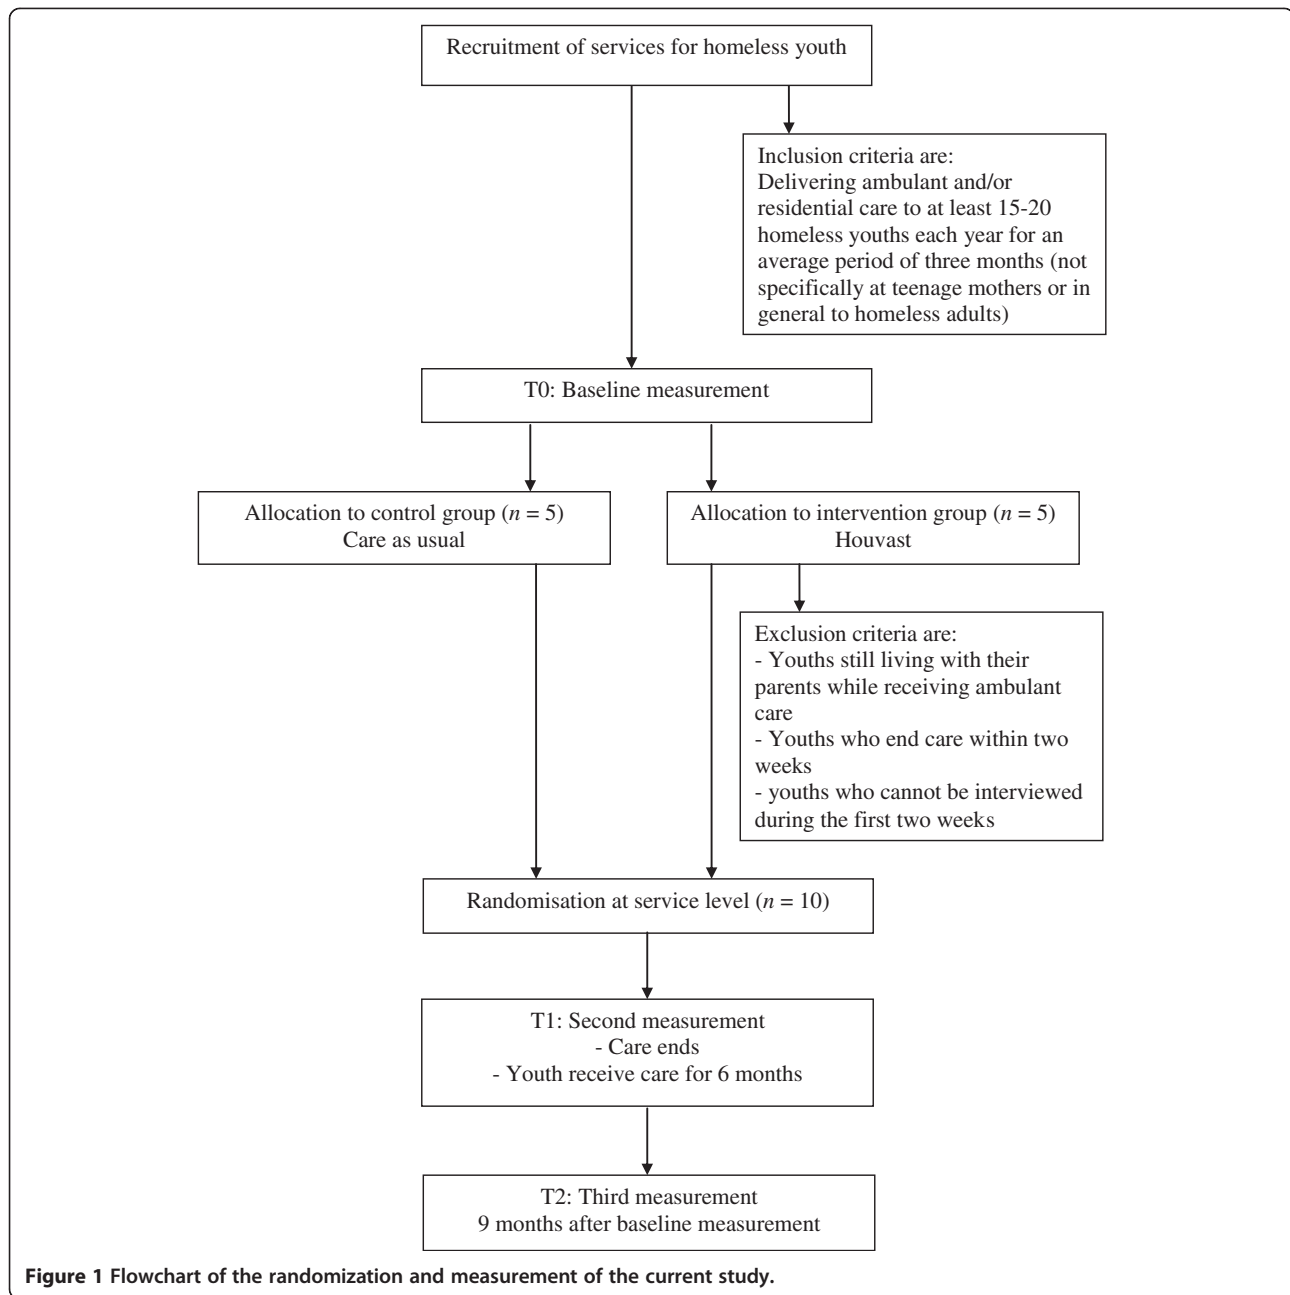 Recruitment of services for homeless youth
Inclusion criteria are:
Delivering ambulant and/or
residential care to at least 15-20
homeless youths each year for an
average period of three months (not
specifically at teenage mothers or in
general to homeless adults)
T0: Baseline measurement
Allocation to control group (n = 5)
Care as usual
Allocation to intervention group (n = 5)
Houvast
Exclusion criteria are:
- Youths still living with their
parents while receiving ambulant
care
- Youths who end care within two
weeks
- youths who cannot be interviewed
during the first two weeks
Randomisation at service level (n = 10)
T1: Second measurement
- Care ends
- Youth receive care for 6 months
T2: Third measurement
9 months after baseline measurement
Figure 1 Flowchart of the randomization and measurement of the current study.